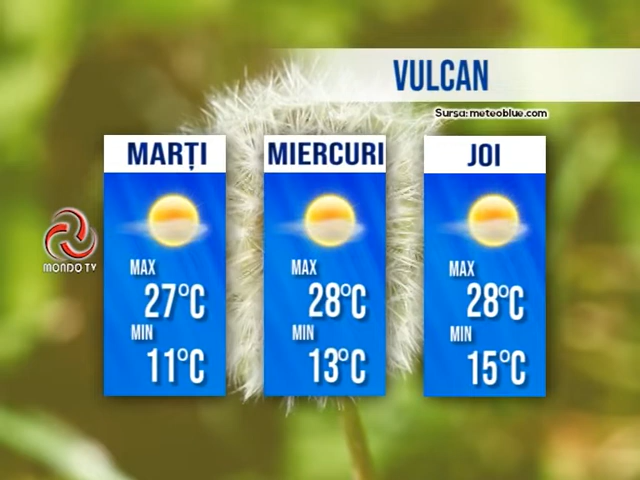 VULCAN
Sursa: meteoblue.com
MARȚI
MIERCURI
JOI
MAX
27°C
MIN
11°C
MAX
28°C
MIN
13°C
MAX
28°C
MIN
15°C
MONDO TV